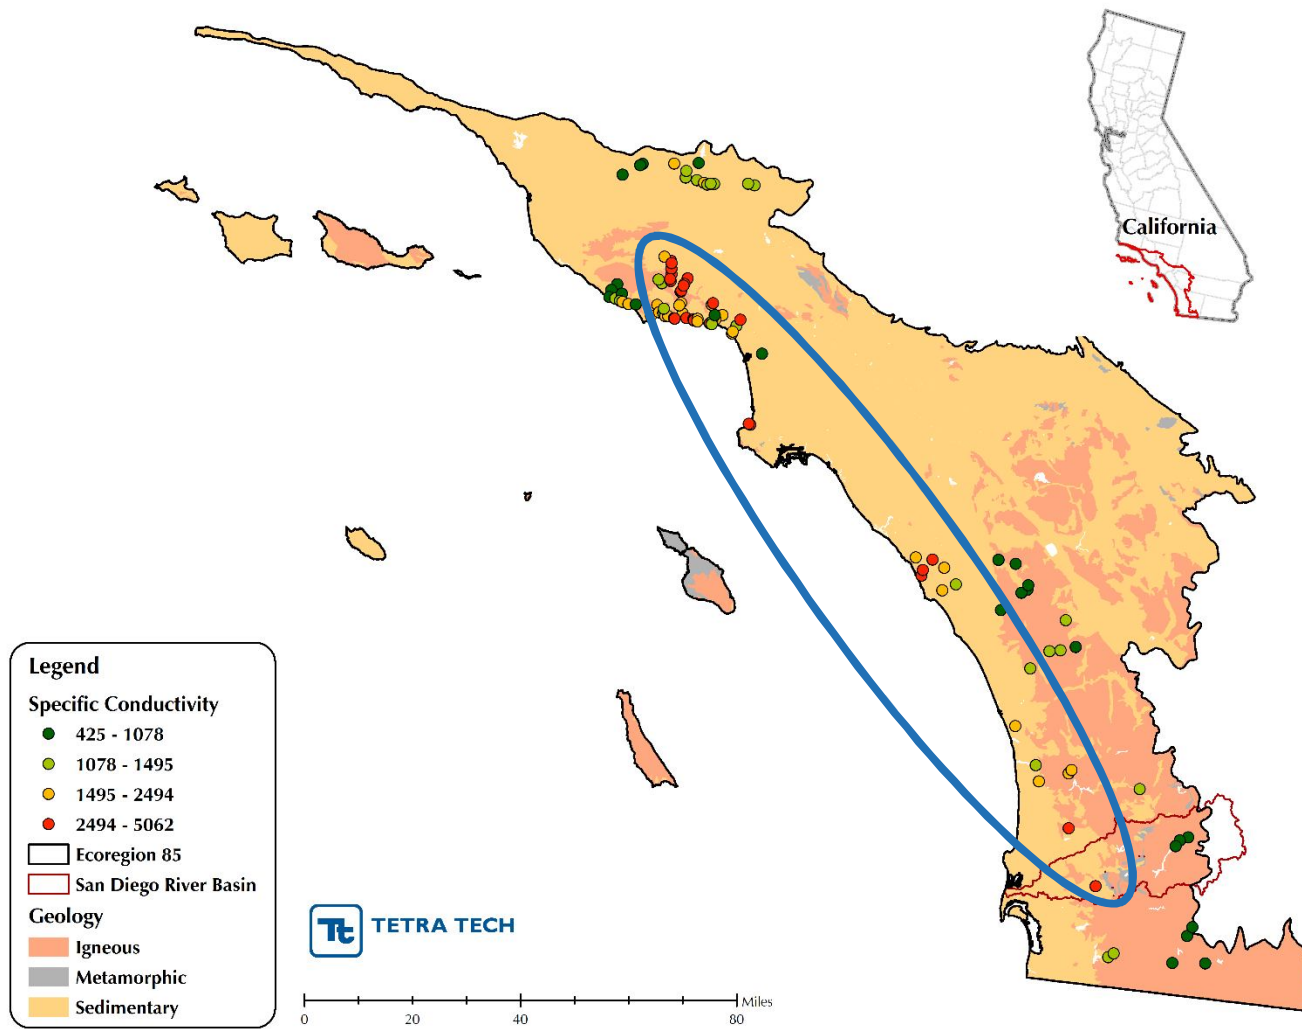 California
Legend
Specific Conductivity
425 - 1078
1078 - 1495
1495 - 2494
2494 - 5062
Ecoregion 85
San Diego River Basin
Geology
Igneous
Metamorphic
Sedimentary
Tt TETRA TECH
Miles
0 20 40 80